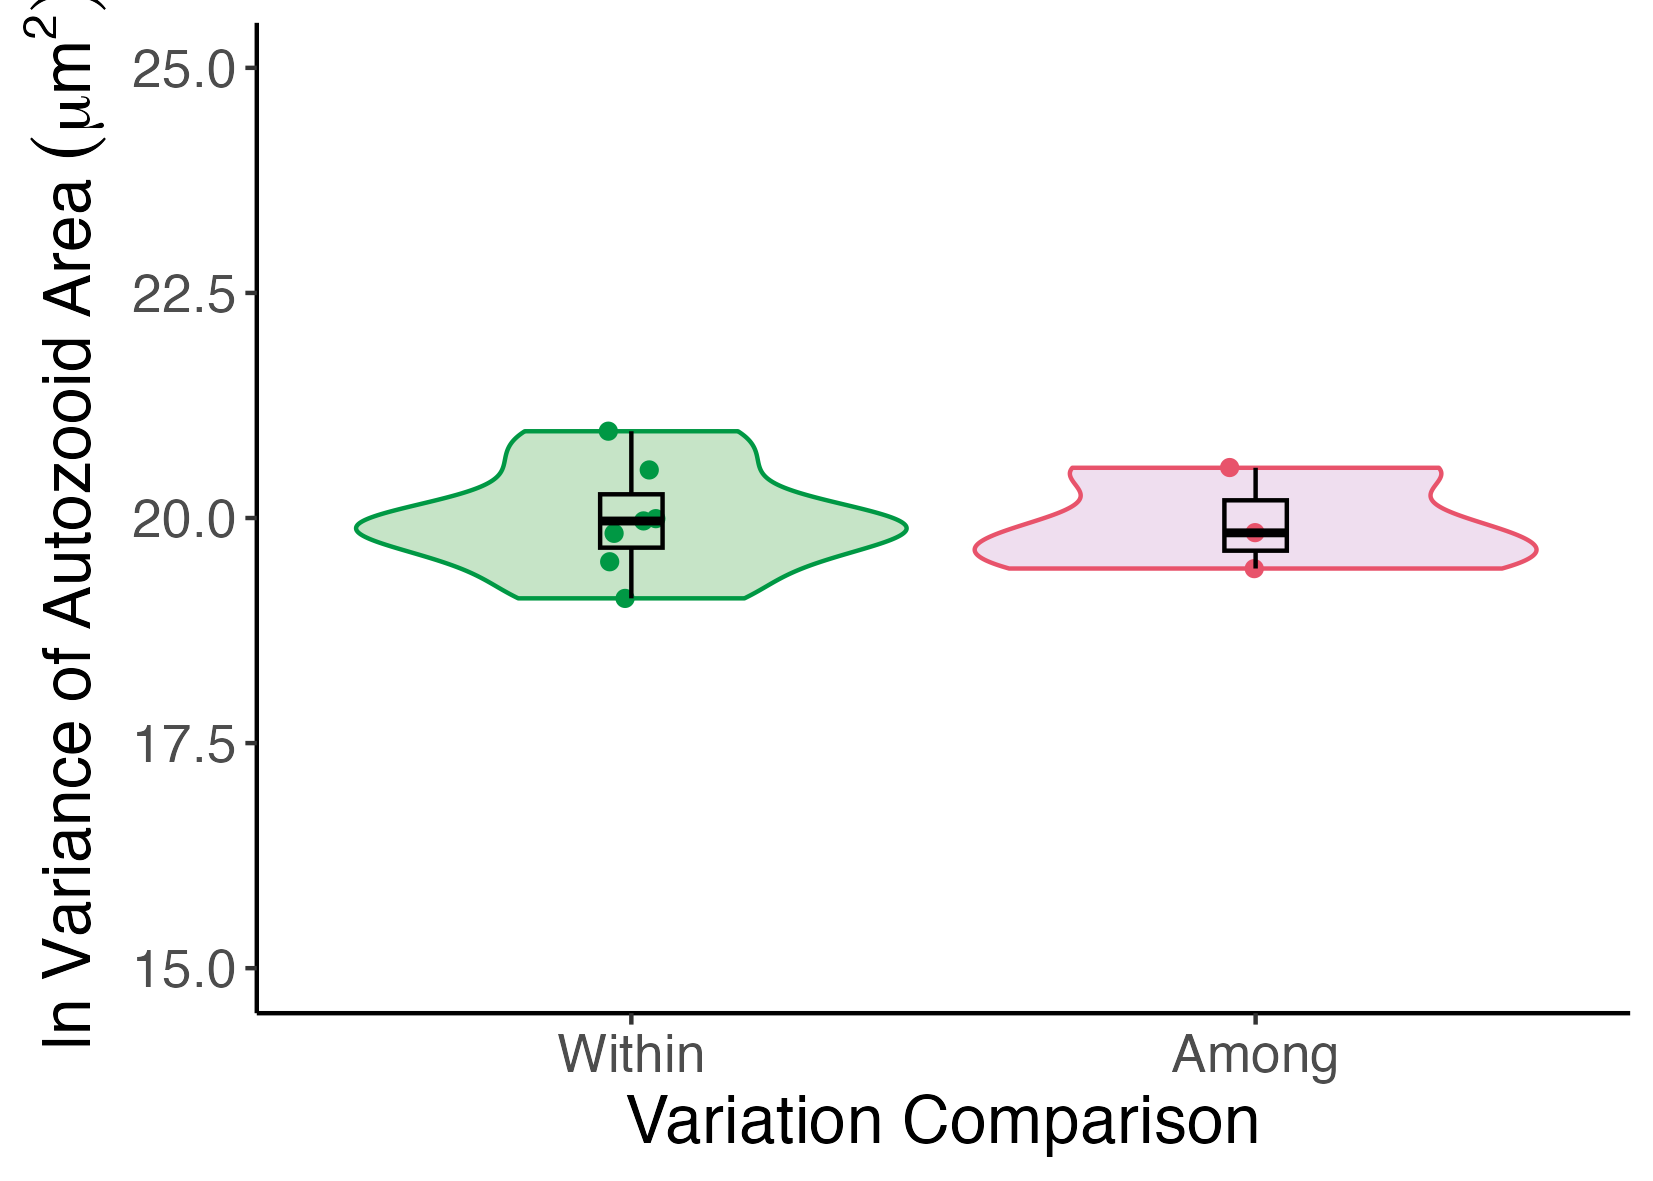 ln Variance of Autozooid Area (μm²)
25.0
22.5
20.0
17.5
15.0
Within
Among
Variation Comparison